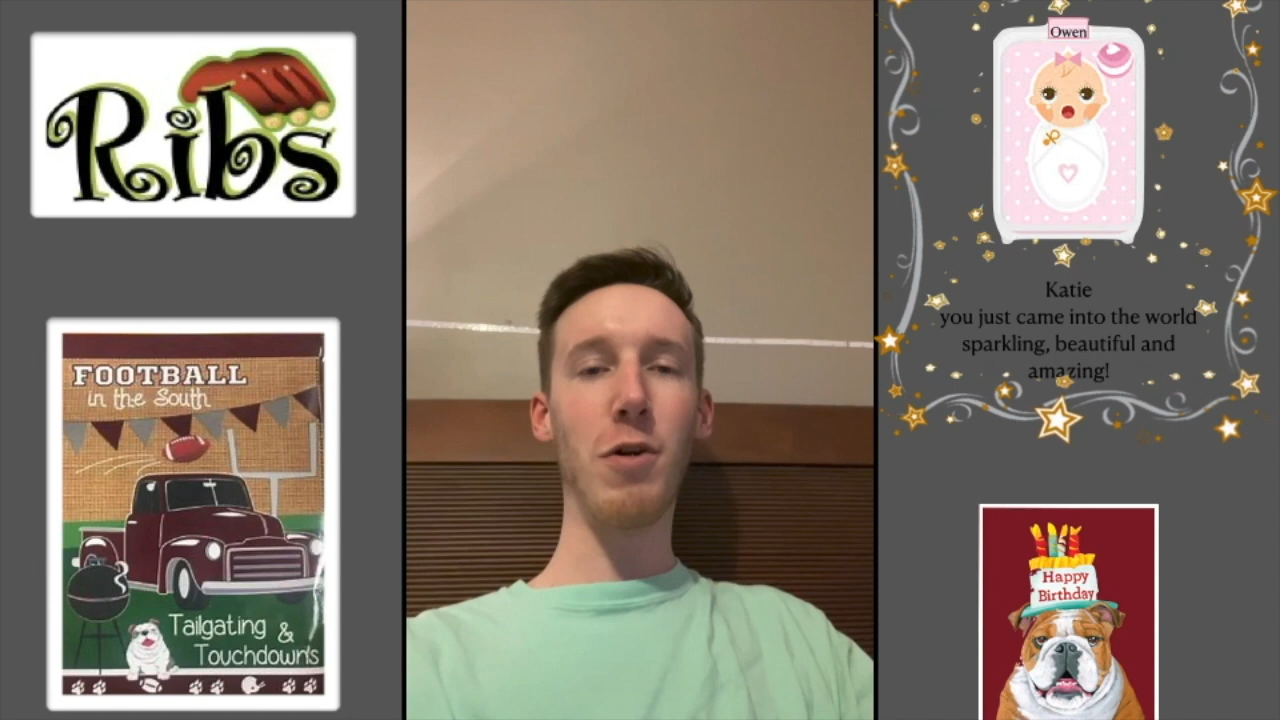 Ribs
FOOTBALL
in the South
Tailgating &
Touchdowns
Owen
Katie
you just came into the world
sparkling, beautiful and
amazing!
Happy
Birthday